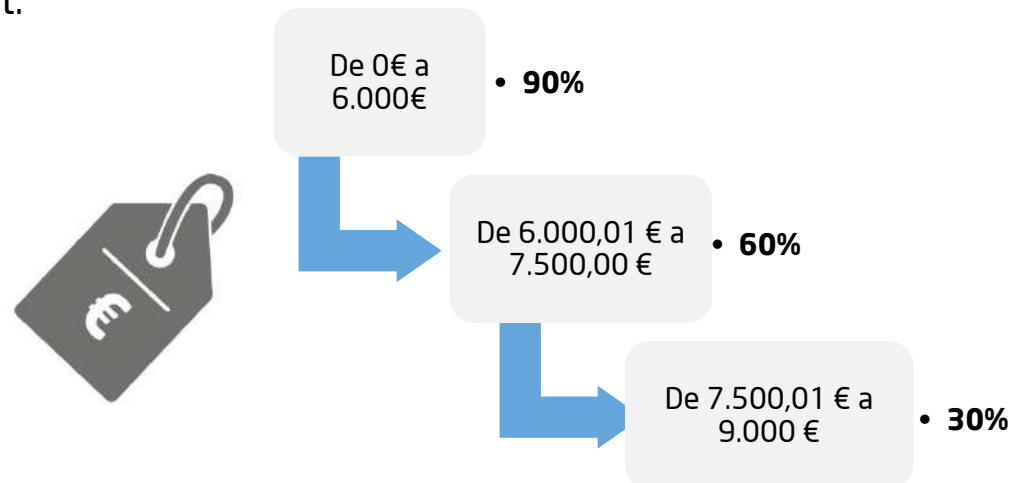 t.
De 0€ a
6.000€
• 90%
De 6.000,01 € a
7.500,00 €
• 60%
De 7.500,01 € a
9.000 €
• 30%
€